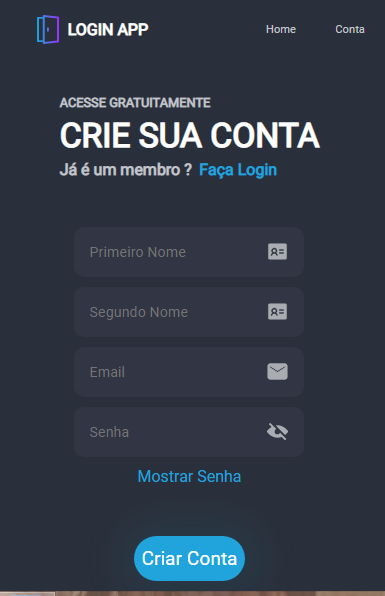 LOGIN APP
Home
Conta
ACESSE GRATUITAMENTE
CRIE SUA CONTA
Já é um membro ? Faça Login
Primeiro Nome
Segundo Nome
Email
Senha
Mostrar Senha
Criar Conta